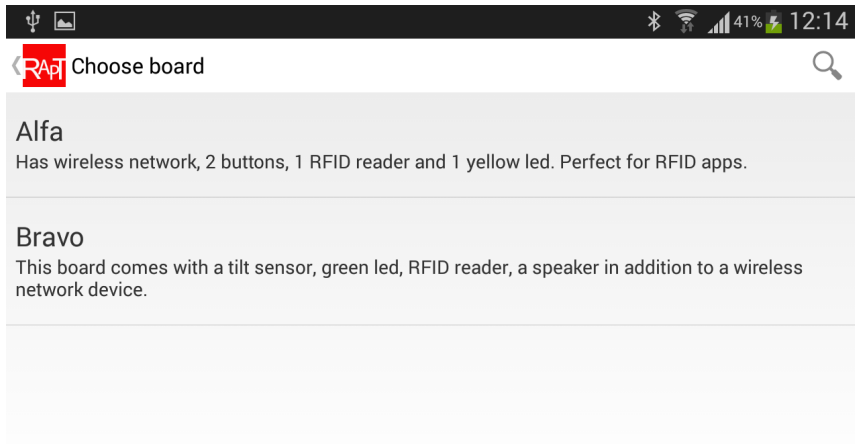 41% 12:14
RApT Choose board
Alfa
Has wireless network, 2 buttons, 1 RFID reader and 1 yellow led. Perfect for RFID apps.
Bravo
This board comes with a tilt sensor, green led, RFID reader, a speaker in addition to a wireless
network device.